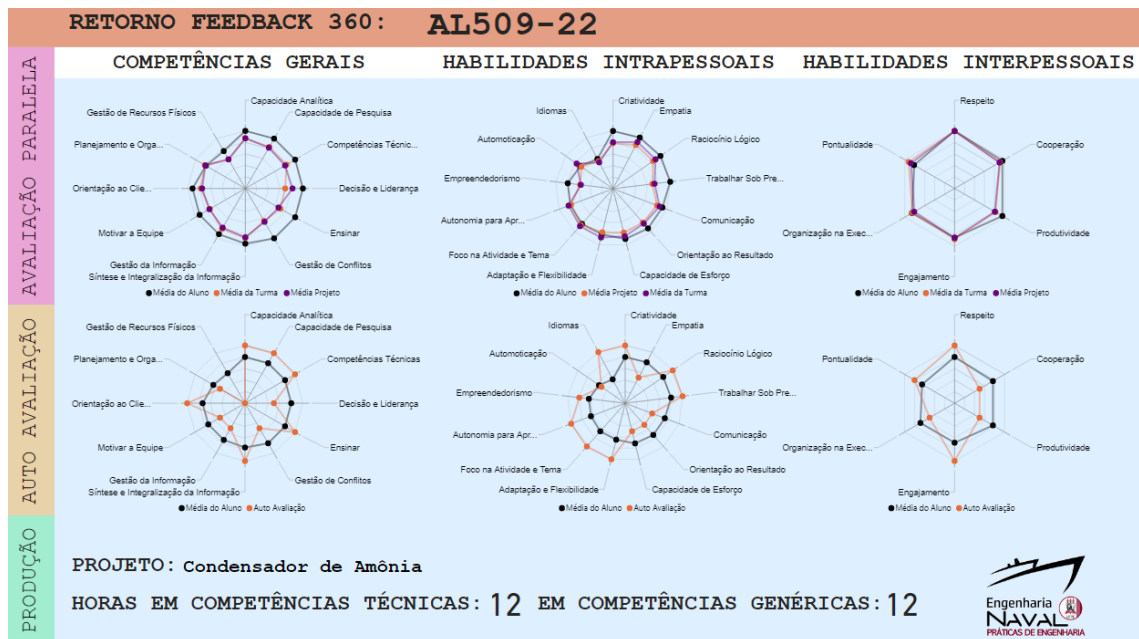 RETORNO FEEDBACK 360: AL509-22
COMPETÊNCIAS GERAIS
HABILIDADES INTRAPESSOAIS
HABILIDADES INTERPESSOAIS
AVALIAÇÃO PARALELA
Capacidade Analítica
Capacidade de Pesquisa
Competências Técnic...
Decisão e Liderança
Ensinar
Gestão de Conflitos
Síntese e Integralização da Informação
Gestão da Informação
Motivar a Equipe
Orientação ao Clie...
Planejamento e Orga...
Gestão de Recursos Físicos
Média do Aluno Média da Turma Média Projeto
Criatividade
Empatia
Raciocínio Lógico
Trabalhar Sob Pre...
Comunicação
Orientação ao Resultado
Capacidade de Esforço
Adaptação e Flexibilidade
Foco na Atividade e Tema
Autonomia para Apr...
Empreendedorismo
Automoticação
Idiomas
Média do Aluno Média Projeto Média da Turma
Respeito
Cooperação
Produtividade
Engajamento
Organização na Exec...
Pontualidade
Média do Aluno Média da Turma Média Projeto
AUTO AVALIAÇÃO
Capacidade Analítica
Capacidade de Pesquisa
Competências Técnicas
Decisão e Liderança
Ensinar
Gestão de Conflitos
Síntese e Integralização da Informação
Gestão da Informação
Motivar a Equipe
Orientação ao Clie...
Planejamento e Orga...
Gestão de Recursos Físicos
Média do Aluno Auto Avaliação
Criatividade
Empatia
Raciocínio Lógico
Trabalhar Sob Pre...
Comunicação
Orientação ao Resultado
Capacidade de Esforço
Adaptação e Flexibilidade
Foco na Atividade e Tema
Autonomia para Apr...
Empreendedorismo
Automoticação
Idiomas
Média do Aluno Auto Avaliação
Respeito
Cooperação
Produtividade
Engajamento
Organização na Exec...
Pontualidade
Média do Aluno Auto Avaliação
PRODUÇÃO
PROJETO: Condensador de Amônia
HORAS EM COMPETÊNCIAS TÉCNICAS: 12 EM COMPETÊNCIAS GENÉRICAS: 12
Engenharia
NAVAL
PRÁTICAS DE ENGENHARIA